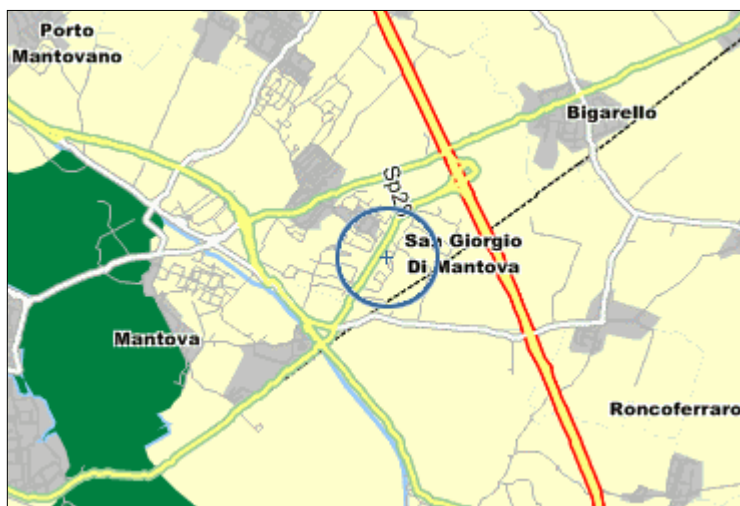 Porto
Mantovano
Bigarello
Sp2
San Giorgio
Di Mantova
Mantova
Roncoferraro